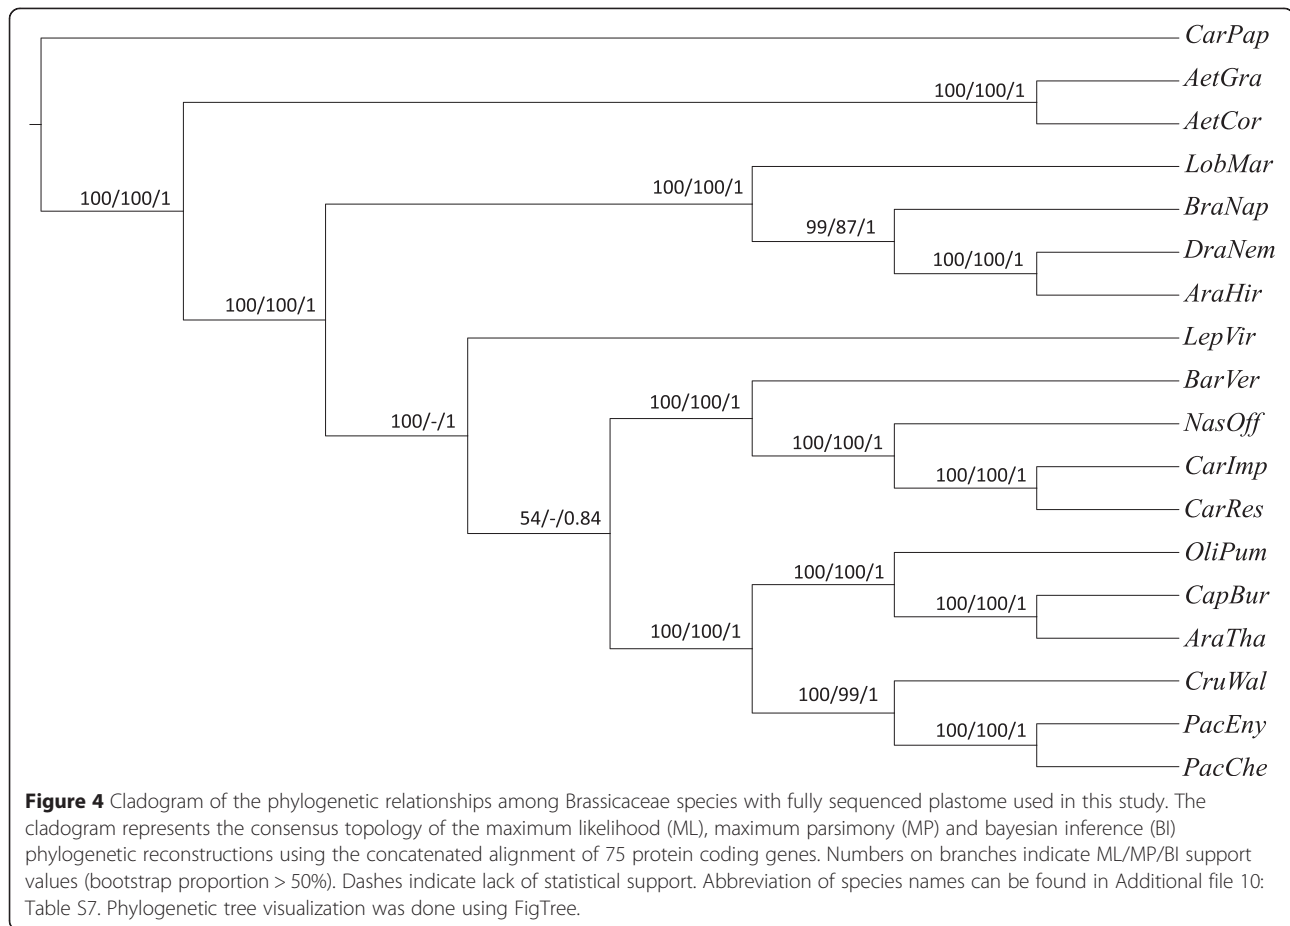 CarPap
AetGra
100/100/1
AetCor
LobMar
100/100/1
100/100/1
BraNap
99/87/1
DraNem
100/100/1
AraHir
100/100/1
LepVir
BarVer
100/100/1
100/-/1
NasOff
100/100/1
CarImp
100/100/1
CarRes
54/-/0.84
OliPum
100/100/1
CapBur
100/100/1
AraTha
100/100/1
CruWal
100/99/1
PacEny
100/100/1
PacChe
Figure 4 Cladogram of the phylogenetic relationships among Brassicaceae species with fully sequenced plastome used in this study. The
cladogram represents the consensus topology of the maximum likelihood (ML), maximum parsimony (MP) and bayesian inference (BI)
phylogenetic reconstructions using the concatenated alignment of 75 protein coding genes. Numbers on branches indicate ML/MP/BI support
values (bootstrap proportion > 50%). Dashes indicate lack of statistical support. Abbreviation of species names can be found in Additional file 10:
Table S7. Phylogenetic tree visualization was done using FigTree.